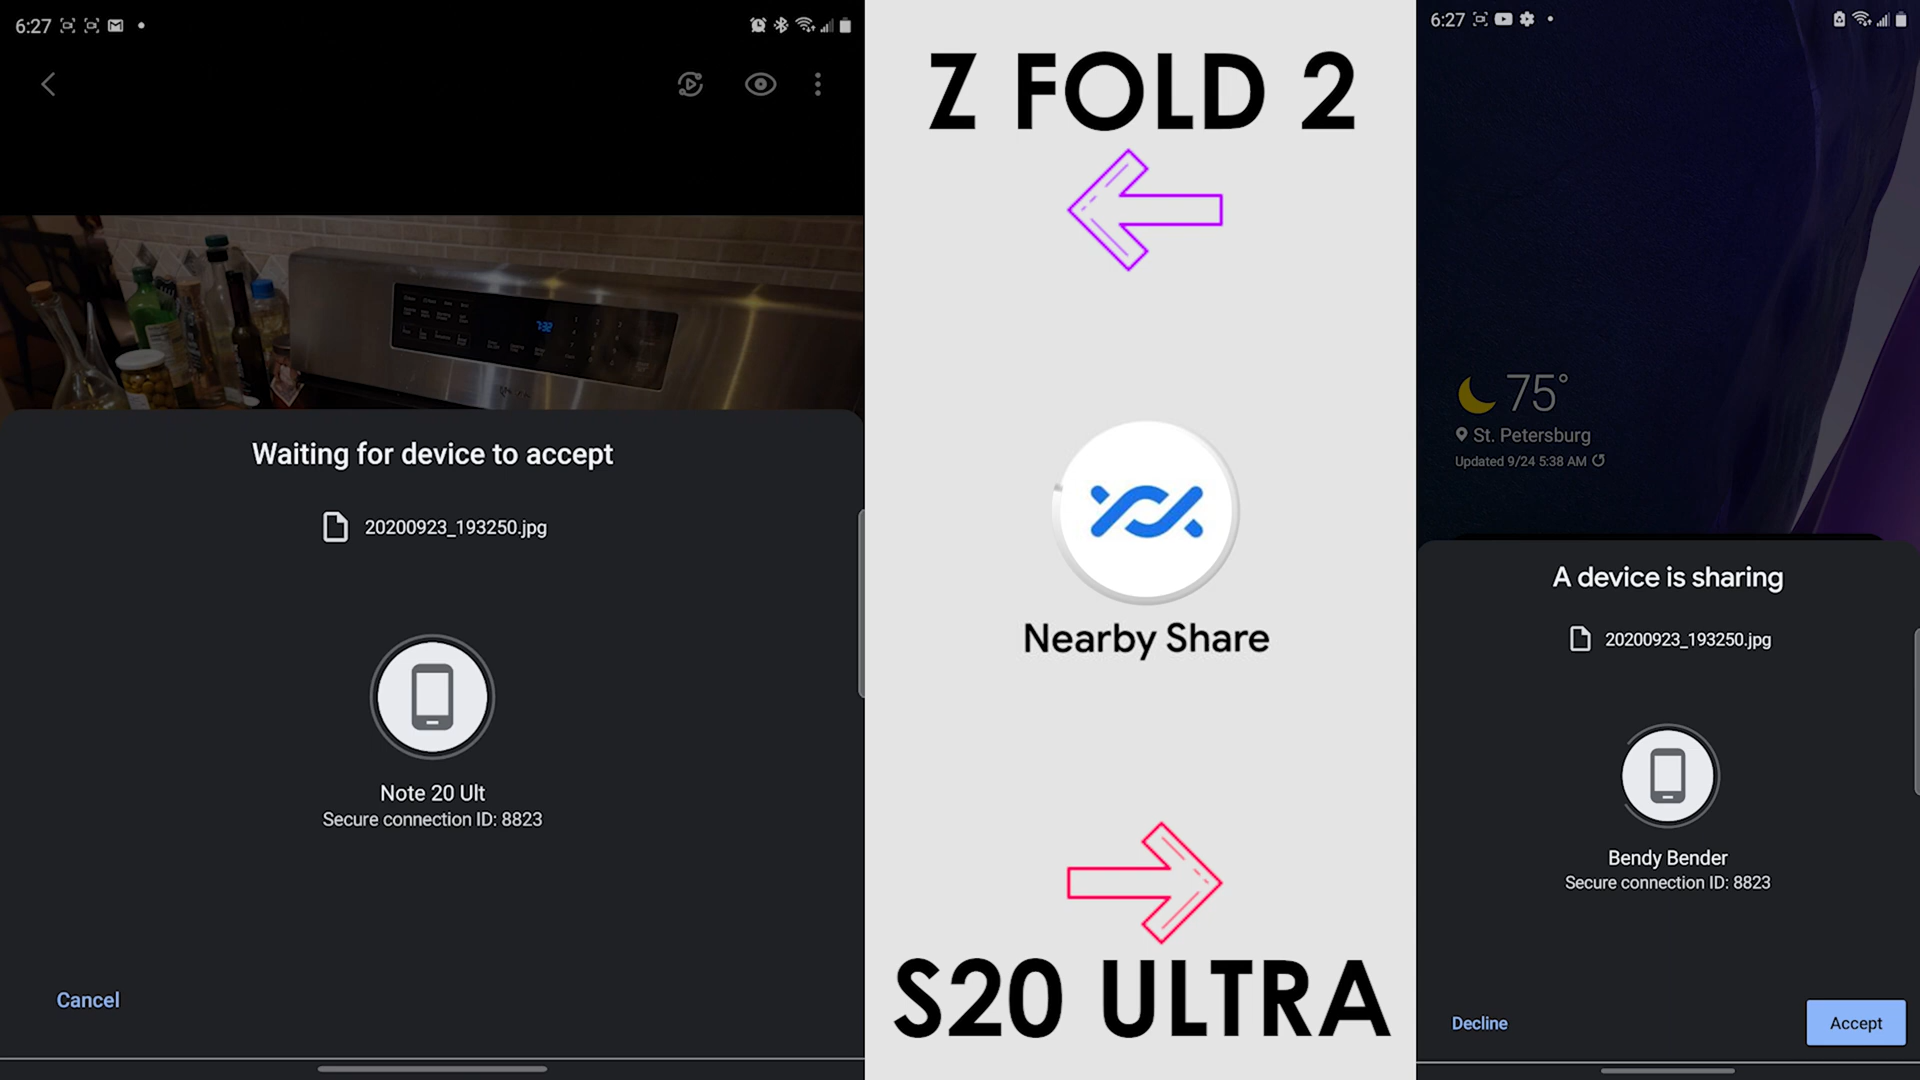 6:27
Waiting for device to accept
20200923_193250.jpg
Note 20 Ult
Secure connection ID: 8823
Cancel
7:32
Z FOLD 2
Nearby Share
S20 ULTRA
6:27
75°
St. Petersburg
Updated 9/24 5:38 AM
A device is sharing
20200923_193250.jpg
Bendy Bender
Secure connection ID: 8823
Decline
Accept